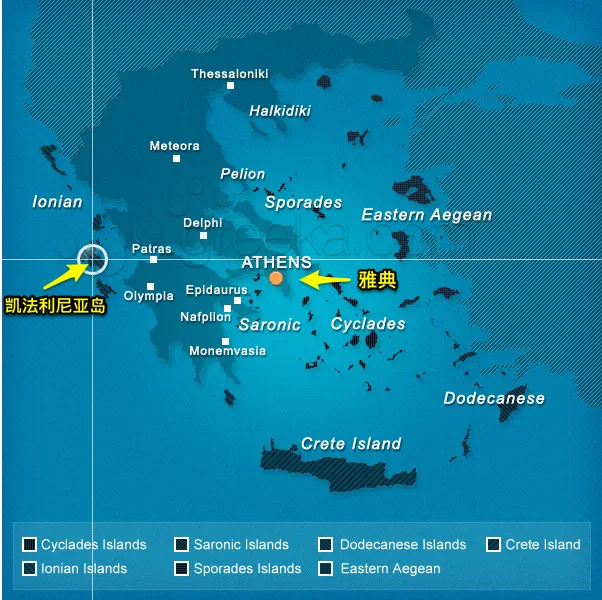 Thessaloniki
Halkidiki
Meteora
Pelion
Ionian
Sporades
Eastern Aegean
Delphi
greeka.com
Patras
ATHENS
雅典
凯法利尼亚岛
Olympia
Epidaurus
Nafplion
Saronic
Cyclades
Monemvasia
Dodecanese
Crete Island
Cyclades Islands
Saronic Islands
Dodecanese Islands
Crete Island
Ionian Islands
Sporades Islands
Eastern Aegean